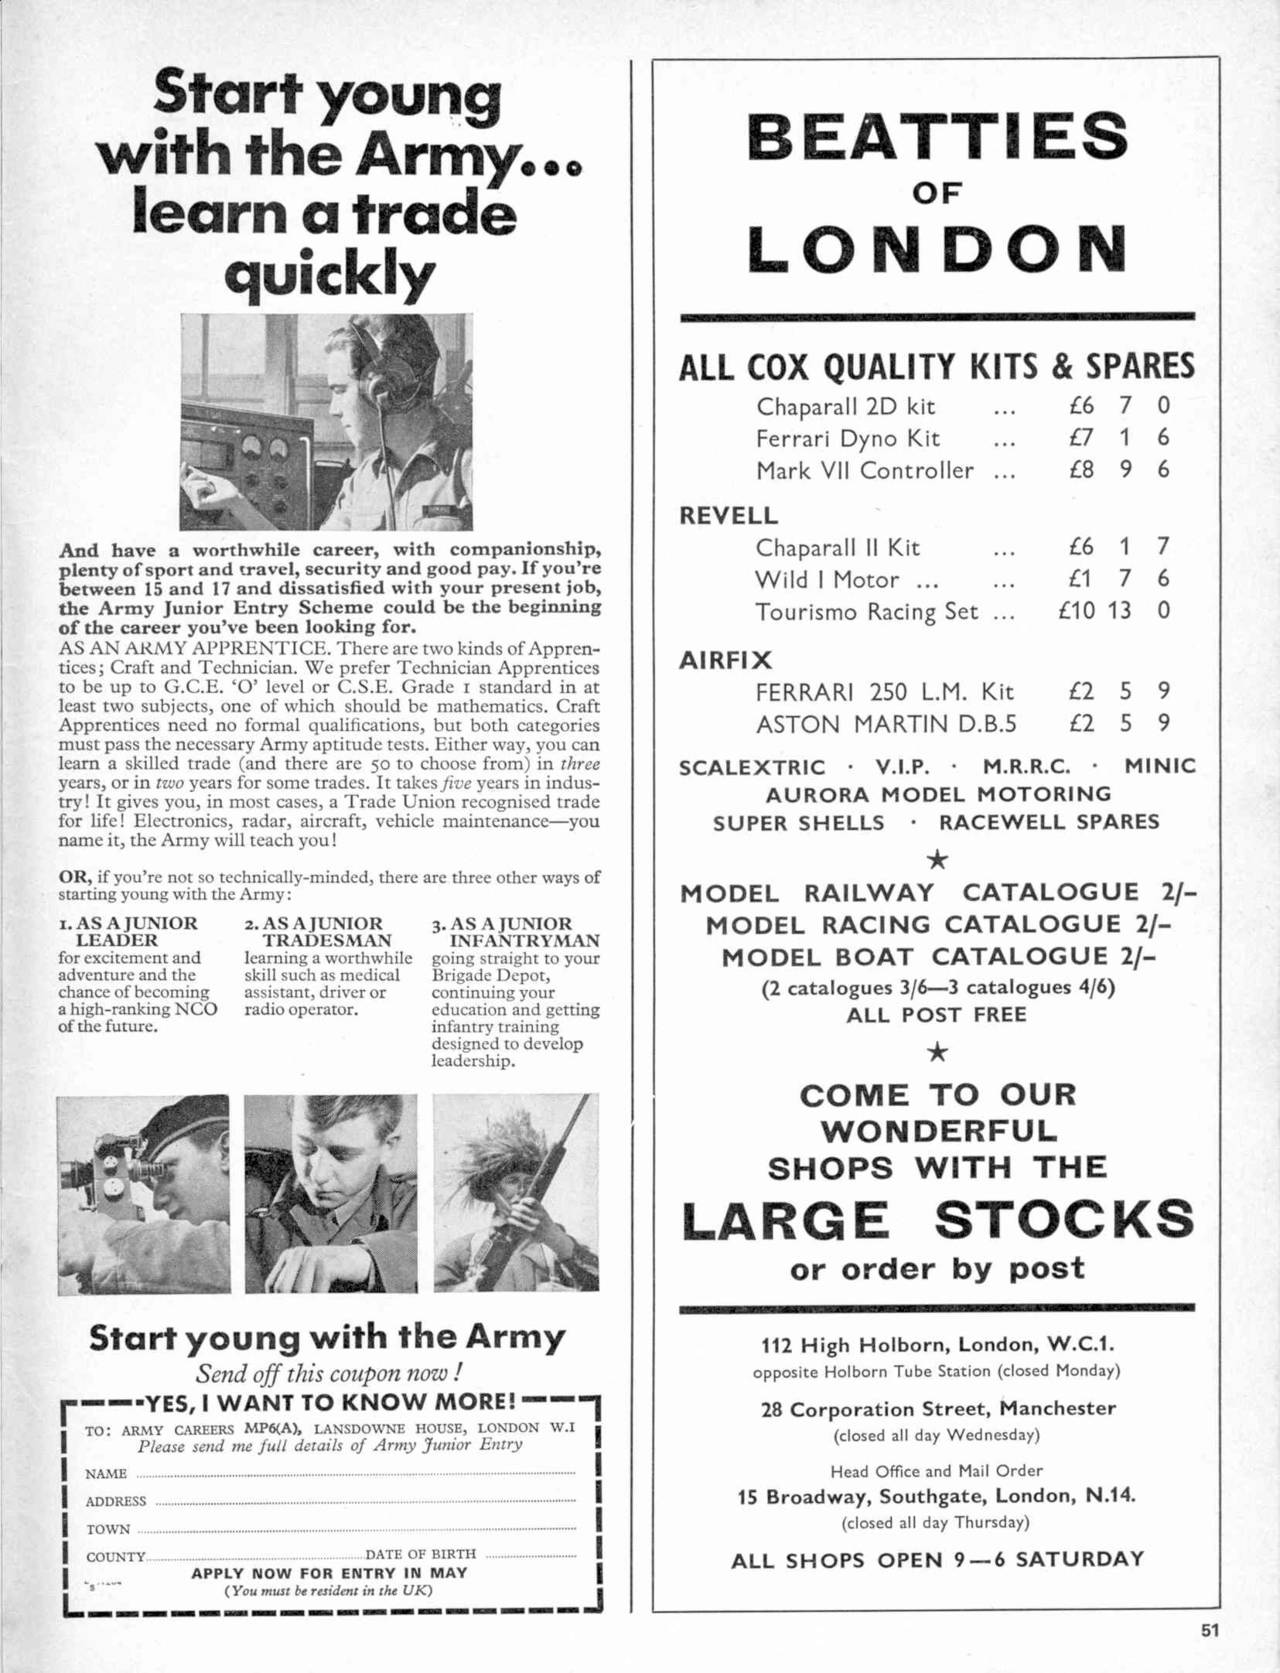 Start young
with the Army...
learn a trade
quickly
And have a worthwhile career, with companionship,
plenty of sport and travel, security and good pay. If you're
between 15 and 17 and dissatisfied with your present job,
the Army Junior Entry Scheme could be the beginning
of the career you've been looking for.
AS AN ARMY APPRENTICE. There are two kinds of Appren-
tices; Craft and Technician. We prefer Technician Apprentices
to be up to G.C.E. 'O' level or C.S.E. Grade 1 standard in at
least two subjects, one of which should be mathematics. Craft
Apprentices need no formal qualifications, but both categories
must pass the necessary Army aptitude tests. Either way, you can
learn a skilled trade (and there are 50 to choose from) in three
years, or in two years for some trades. It takes five years in indus-
try! It gives you, in most cases, a Trade Union recognised trade
for life! Electronics, radar, aircraft, vehicle maintenance—you
name it, the Army will teach you!
OR, if you're not so technically-minded, there are three other ways of
starting young with the Army:
1. AS A JUNIOR
LEADER
for excitement and
adventure and the
chance of becoming
a high-ranking NCO
of the future.
2. AS A JUNIOR
TRADESMAN
learning a worthwhile
skill such as medical
assistant, driver or
radio operator.
3. AS A JUNIOR
INFANTRYMAN
going straight to your
Brigade Depot,
continuing your
education and getting
infantry training
designed to develop
leadership.
Start young with the Army
Send off this coupon now!
YES, I WANT TO KNOW MORE!
TO: ARMY CAREERS MP6(A), LANSDOWNE HOUSE, LONDON W.I
Please send me full details of Army Junior Entry
NAME
ADDRESS
TOWN
COUNTY DATE OF BIRTH
APPLY NOW FOR ENTRY IN MAY
(You must be resident in the UK)
BEATTIES
OF
LONDON
ALL COX QUALITY KITS & SPARES
Chaparall 2D kit ... £6 7 0
Ferrari Dyno Kit ... £7 1 6
Mark VII Controller ... £8 9 6
REVELL
Chaparall II Kit ... £6 1 7
Wild I Motor ... ... £1 7 6
Tourismo Racing Set ... £10 13 0
AIRFIX
FERRARI 250 L.M. Kit £2 5 9
ASTON MARTIN D.B.5 £2 5 9
SCALEXTRIC · V.I.P. · M.R.R.C. · MINIC
AURORA MODEL MOTORING
SUPER SHELLS · RACEWELL SPARES
★
MODEL RAILWAY CATALOGUE 2/-
MODEL RACING CATALOGUE 2/-
MODEL BOAT CATALOGUE 2/-
(2 catalogues 3/6—3 catalogues 4/6)
ALL POST FREE
★
COME TO OUR
WONDERFUL
SHOPS WITH THE
LARGE STOCKS
or order by post
112 High Holborn, London, W.C.1.
opposite Holborn Tube Station (closed Monday)
28 Corporation Street, Manchester
(closed all day Wednesday)
Head Office and Mail Order
15 Broadway, Southgate, London, N.14.
(closed all day Thursday)
ALL SHOPS OPEN 9—6 SATURDAY
51